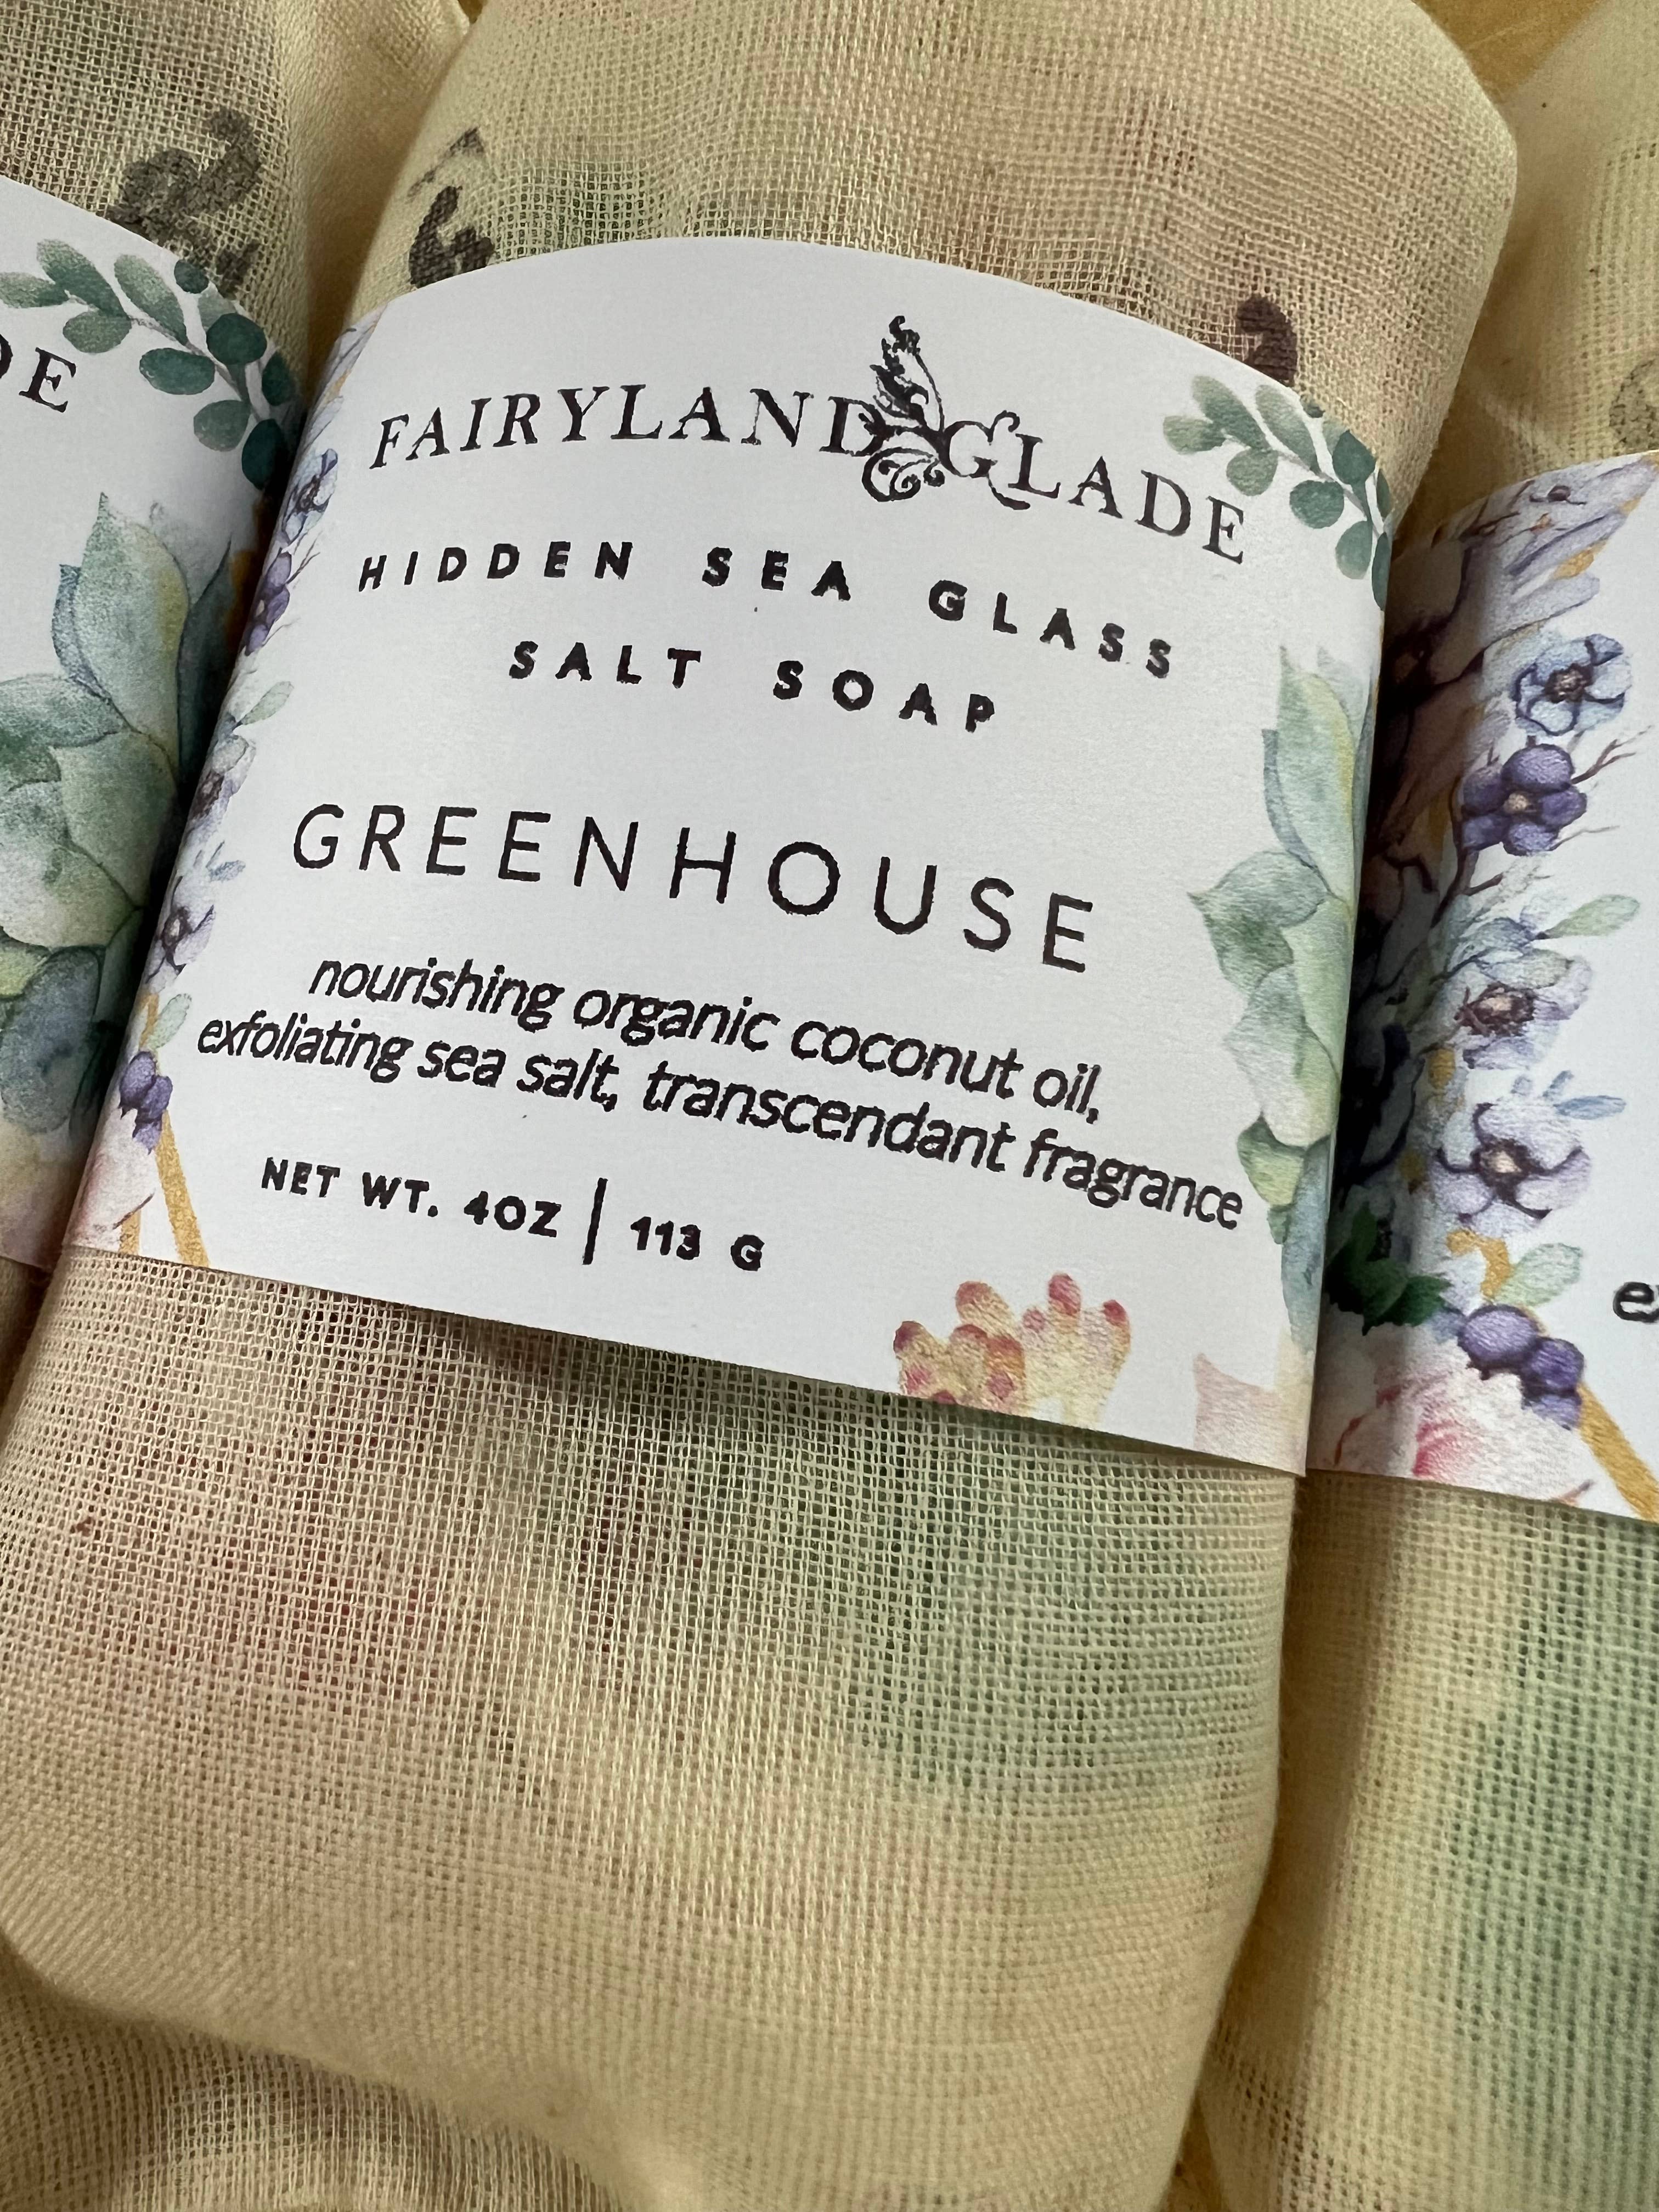 FAIRYLAND GLADE
HIDDEN SEA GLASS
SALT SOAP
GREENHOUSE
nourishing organic coconut oil,
exfoliating sea salt, transcendant fragrance
NET WT. 4OZ | 113 G